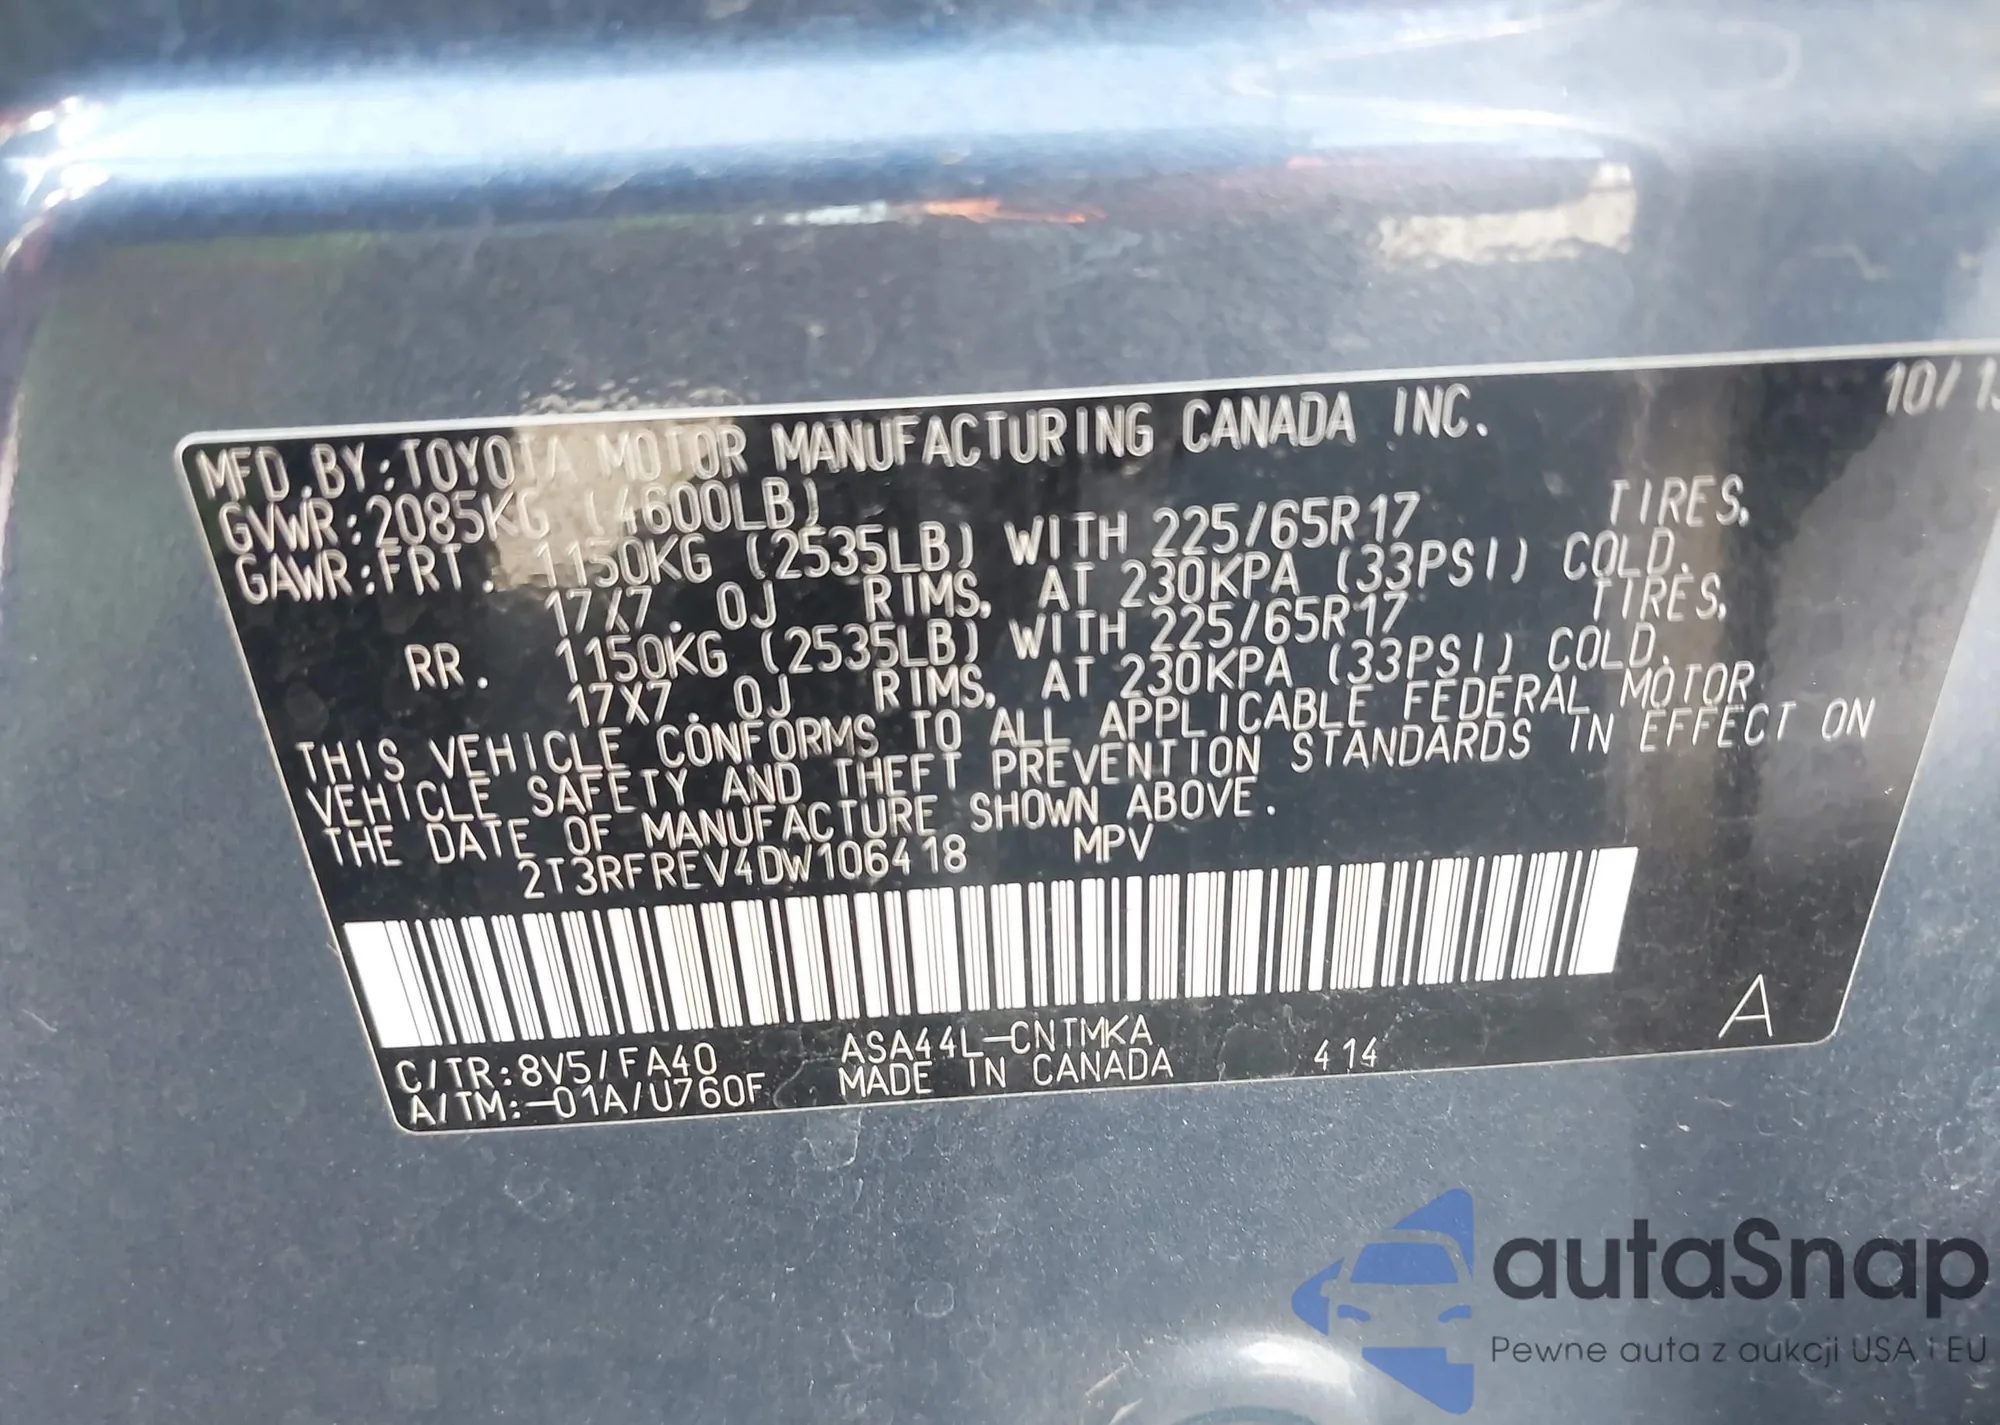 10/13
MFD.BY:TOYOTA MOTOR MANUFACTURING CANADA INC.
GVWR:2085KG (4600LB)
GAWR:FRT. 1150KG (2535LB) WITH 225/65R17 TIRES,
17X7.0J RIMS, AT 230KPA (33PSI) COLD.
RR. 1150KG (2535LB) WITH 225/65R17 TIRES,
17X7.0J RIMS, AT 230KPA (33PSI) COLD.
THIS VEHICLE CONFORMS TO ALL APPLICABLE FEDERAL MOTOR
VEHICLE SAFETY AND THEFT PREVENTION STANDARDS IN EFFECT ON
THE DATE OF MANUFACTURE SHOWN ABOVE.
2T3RFREV4DW106418 MPV
A
C/TR:8V5/FA40 ASA44L-CNTMKA
A/TM:-01A/U760F MADE IN CANADA 414
autaSnap
Pewne auta z aukcji USA i EU